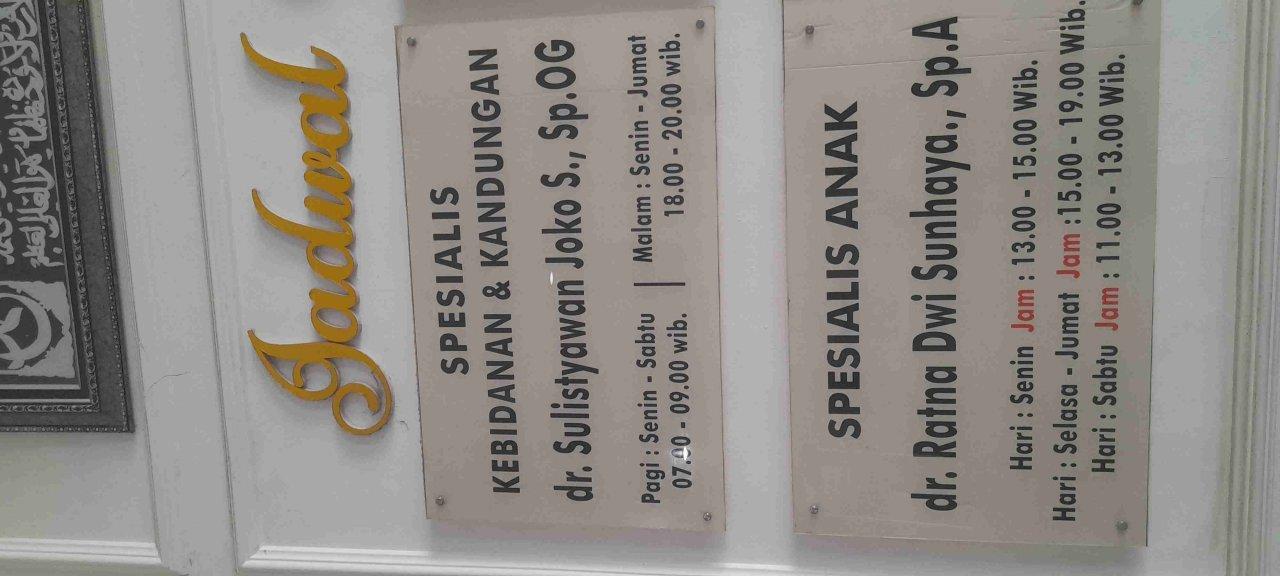 Jadwal
SPESIALIS
KEBIDANAN & KANDUNGAN
dr. Sulistyawan Joko S., Sp.OG
Pagi : Senin - Sabtu | Malam : Senin - Jumat
07.00 - 09.00 wib. | 18.00 - 20.00 wib.
SPESIALIS ANAK
dr. Ratna Dwi Sunhaya., Sp.A
Hari : Senin Jam : 13.00 - 15.00 Wib.
Hari : Selasa - Jumat Jam :15.00 - 19.00 Wib.
Hari : Sabtu Jam : 11.00 - 13.00 Wib.